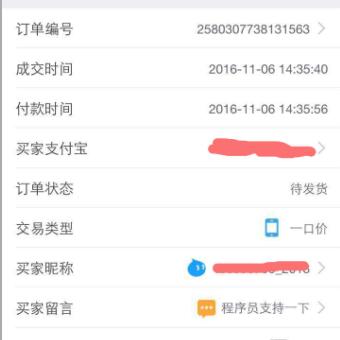 订单编号 2580307738131563
成交时间 2016-11-06 14:35:40
付款时间 2016-11-06 14:35:56
买家支付宝
订单状态 待发货
交易类型 一口价
买家昵称
买家留言 程序员支持一下